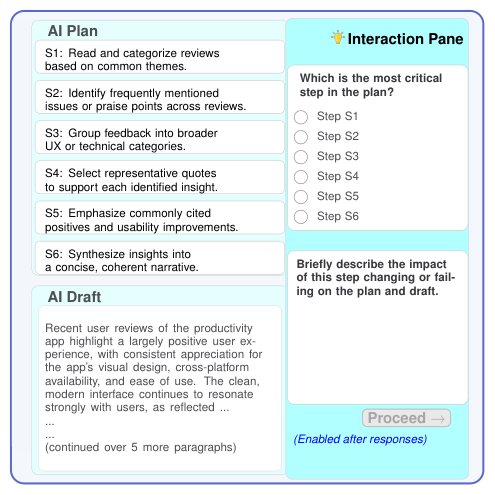 AI Plan
S1: Read and categorize reviews
based on common themes.
S2: Identify frequently mentioned
issues or praise points across reviews.
S3: Group feedback into broader
UX or technical categories.
S4: Select representative quotes
to support each identified insight.
S5: Emphasize commonly cited
positives and usability improvements.
S6: Synthesize insights into
a concise, coherent narrative.
AI Draft
Recent user reviews of the productivity
app highlight a largely positive user ex-
perience, with consistent appreciation for
the app's visual design, cross-platform
availability, and ease of use. The clean,
modern interface continues to resonate
strongly with users, as reflected ...
...
...
(continued over 5 more paragraphs)
Interaction Pane
Which is the most critical
step in the plan?
Step S1
Step S2
Step S3
Step S4
Step S5
Step S6
Briefly describe the impact
of this step changing or fail-
ing on the plan and draft.
Proceed →
(Enabled after responses)